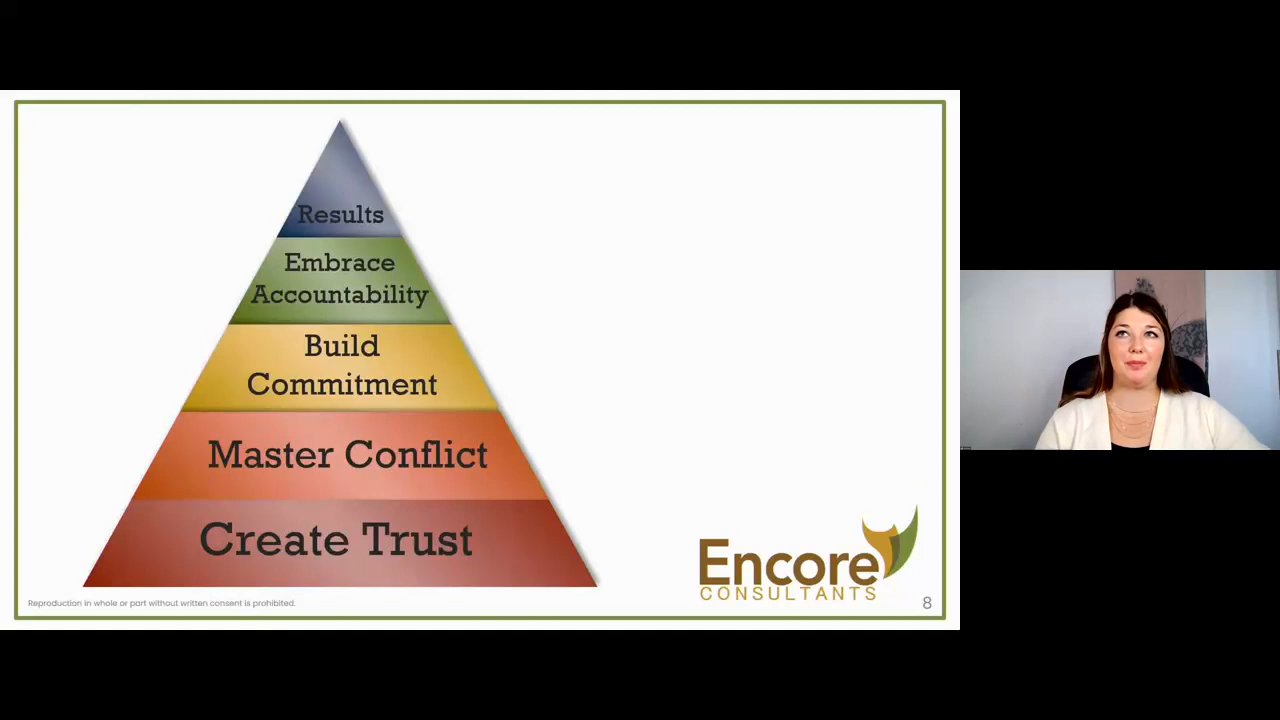 Results
Embrace
Accountability
Build
Commitment
Master Conflict
Create Trust
Encore
CONSULTANTS
Reproduction in whole or part without written consent is prohibited.
8